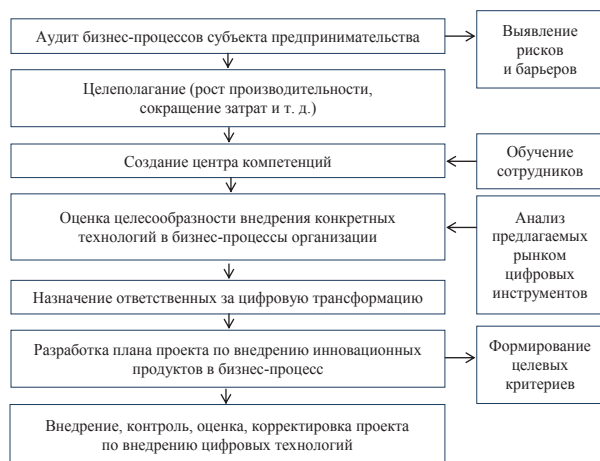 Аудит бизнес-процессов субъекта предпринимательства
Выявление
рисков
и барьеров
Целеполагание (рост производительности,
сокращение затрат и т. д.)
Создание центра компетенций
Обучение
сотрудников
Оценка целесообразности внедрения конкретных
технологий в бизнес-процессы организации
Анализ
предлагаемых
рынком
цифровых
инструментов
Назначение ответственных за цифровую трансформацию
Разработка плана проекта по внедрению инновационных
продуктов в бизнес-процесс
Формирование
целевых
критериев
Внедрение, контроль, оценка, корректировка проекта
по внедрению цифровых технологий